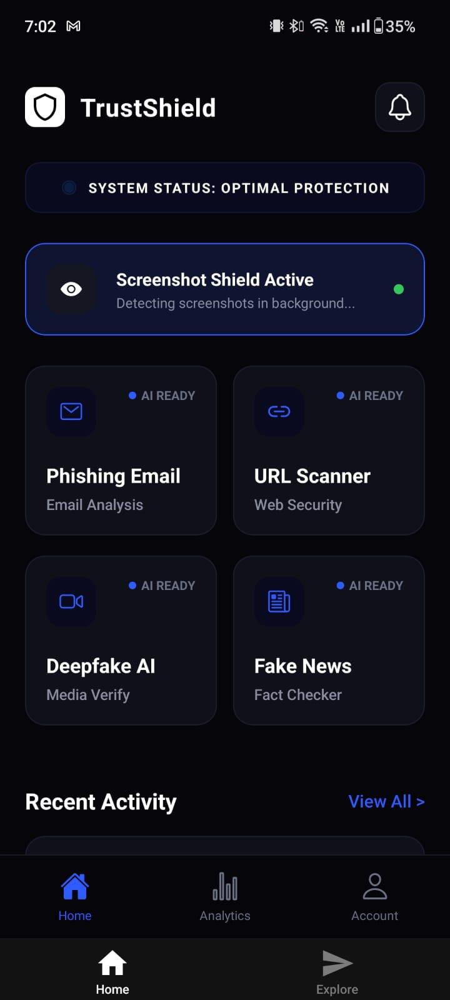 7:02
Vo LTE
35%
TrustShield
SYSTEM STATUS: OPTIMAL PROTECTION
Screenshot Shield Active
Detecting screenshots in background...
AI READY
Phishing Email
Email Analysis
AI READY
URL Scanner
Web Security
AI READY
Deepfake AI
Media Verify
AI READY
Fake News
Fact Checker
Recent Activity
View All >
Home
Analytics
Account
Home
Explore